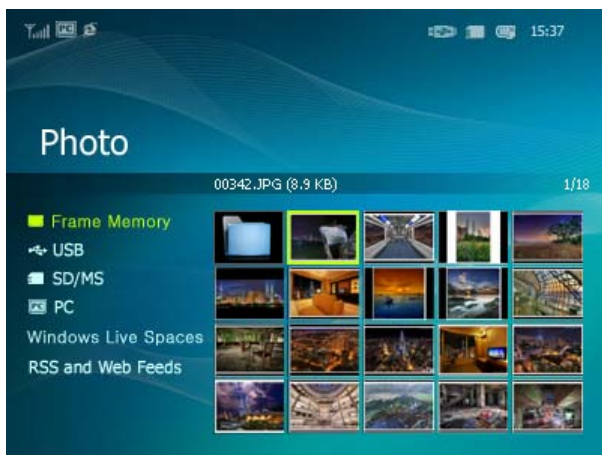 PC
15:37
Photo
00342.JPG (8.9 KB)
1/18
Frame Memory
USB
SD/MS
PC
Windows Live Spaces
RSS and Web Feeds